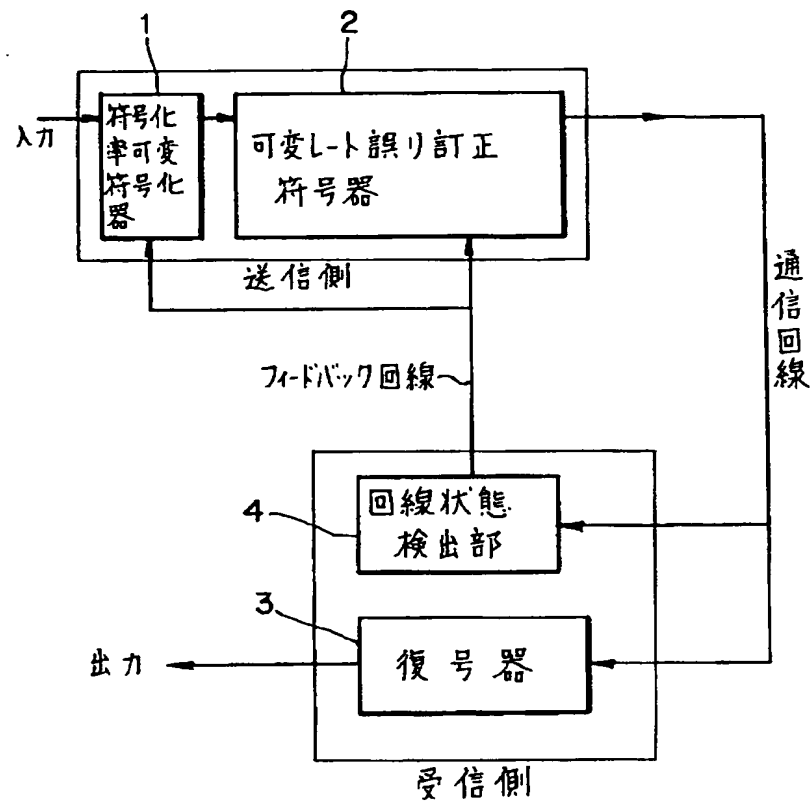 1
2
入力
符号化
率可変
符号化
器
可変レート誤り訂正
符号器
送信側
通信回線
フィードバック回線
4
回線状態
検出部
3
復号器
出力
受信側